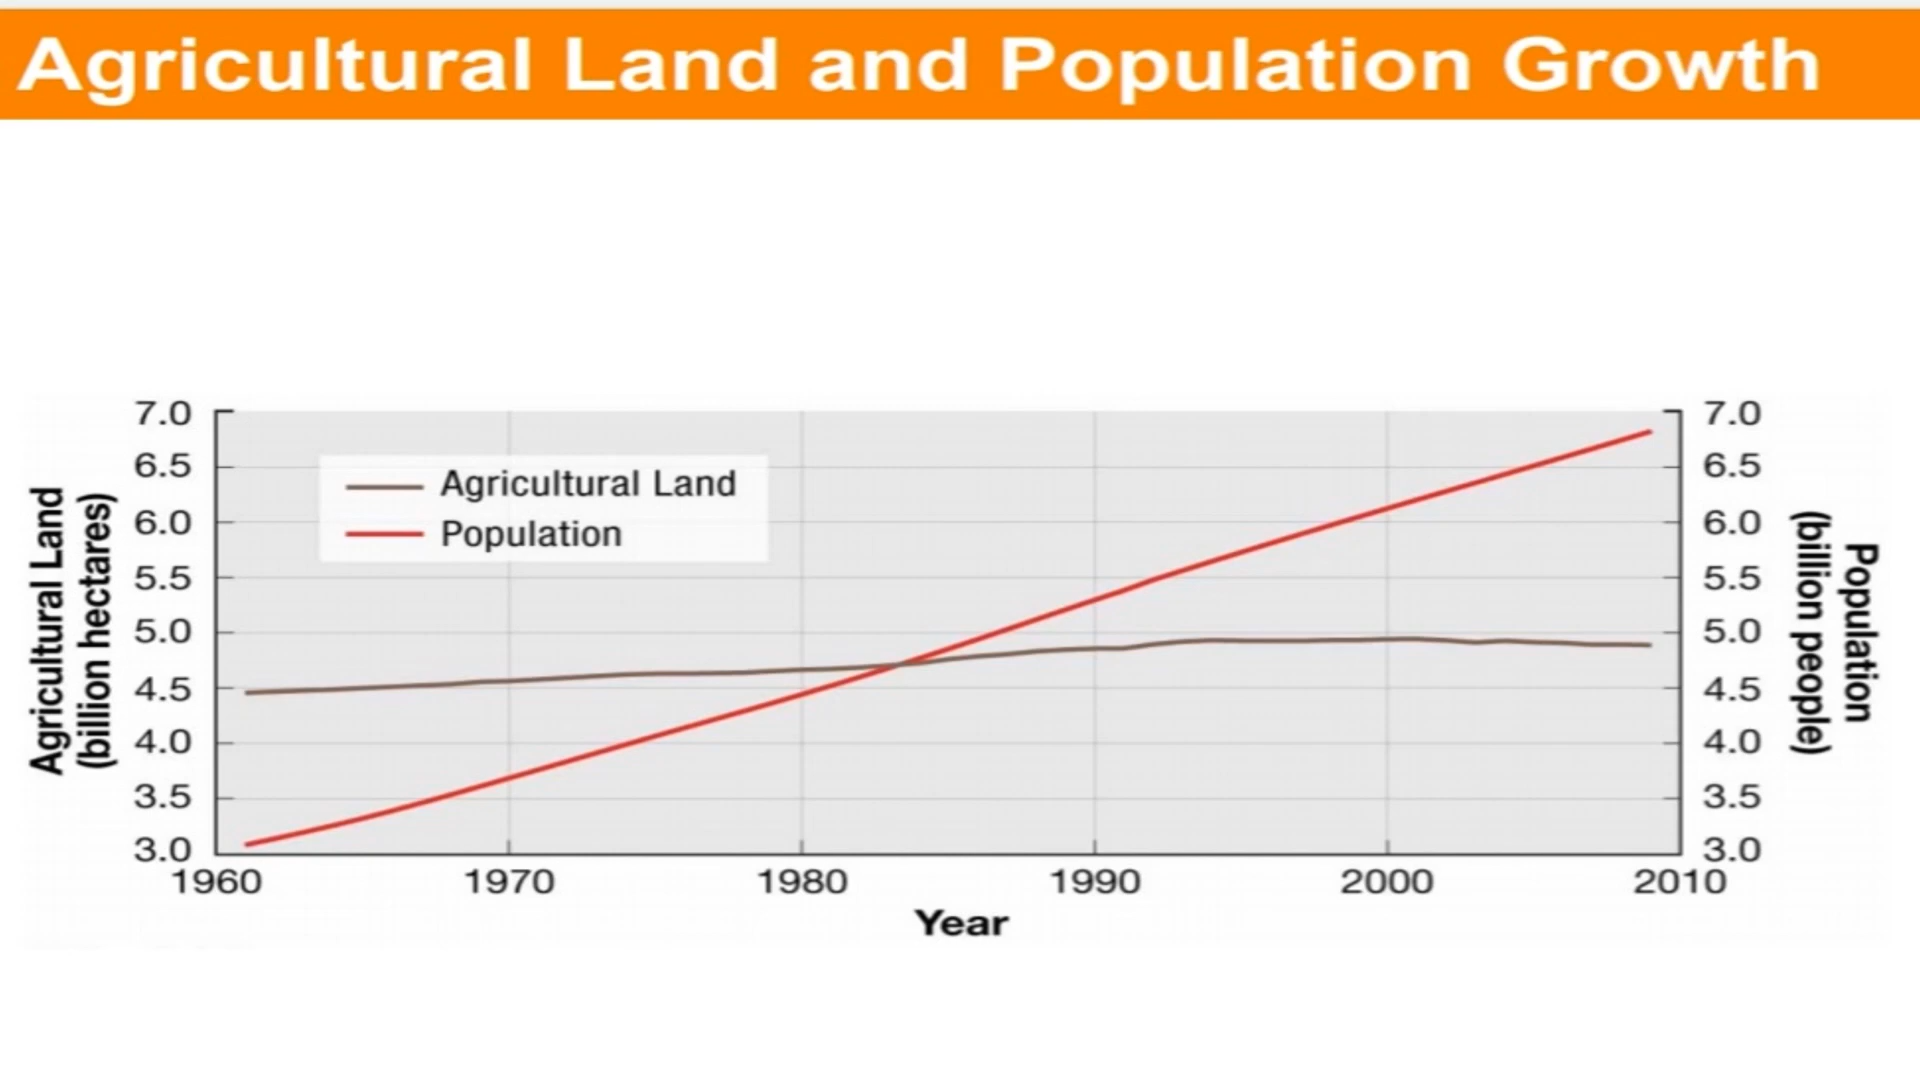 Agricultural Land and Population Growth
Agricultural Land
(billion hectares)
7.0
6.5
6.0
5.5
5.0
4.5
4.0
3.5
3.0
Agricultural Land
Population
7.0
6.5
6.0
5.5
5.0
4.5
4.0
3.5
3.0
Population
(billion people)
1960 1970 1980 1990 2000 2010
Year